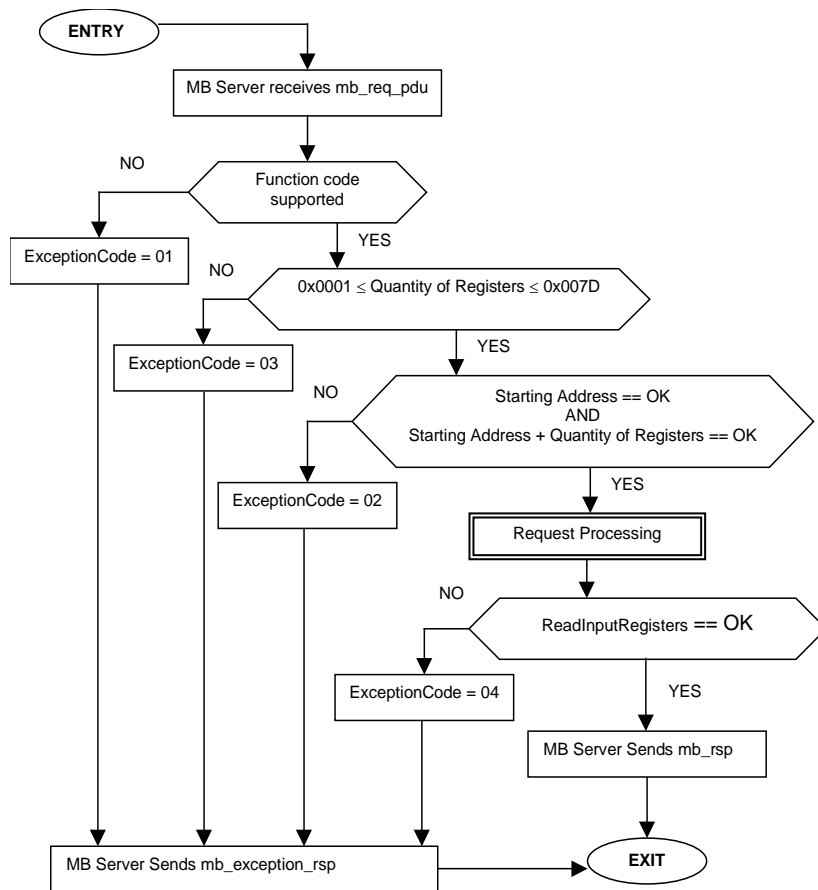 ENTRY
MB Server receives mb_req_pdu
NO
Function code
supported
YES
ExceptionCode = 01
NO
0x0001 ≤ Quantity of Registers ≤ 0x007D
YES
ExceptionCode = 03
NO
Starting Address == OK
AND
Starting Address + Quantity of Registers == OK
YES
ExceptionCode = 02
Request Processing
NO
ReadInputRegisters == OK
YES
ExceptionCode = 04
MB Server Sends mb_rsp
MB Server Sends mb_exception_rsp
EXIT